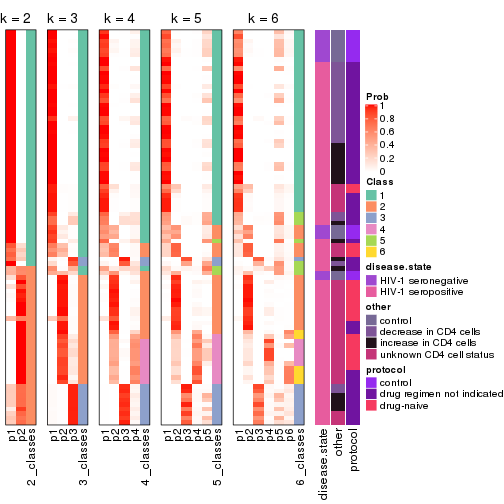 k = 2 k = 3 k = 4 k = 5 k = 6
Prob
1
0.8
0.6
0.4
0.2
0
Class
1
2
3
4
5
6
disease.state
HIV-1 seronegative
HIV-1 seropositive
other
control
decrease in CD4 cells
increase in CD4 cells
unknown CD4 cell status
protocol
control
drug regimen not indicated
drug-naive
p1 p2 2_classes p1 p2 p3 3_classes p1 p2 p3 p4 4_classes p1 p2 p3 p4 p5 5_classes p1 p2 p3 p4 p5 p6 6_classes disease.state other protocol